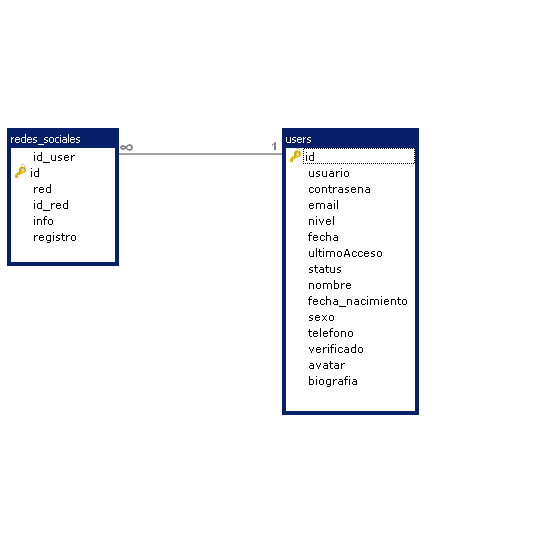 redes_sociales
id_user
id
red
id_red
info
registro
∞
1
users
id
usuario
contrasena
email
nivel
fecha
ultimoAcceso
status
nombre
fecha_nacimiento
sexo
telefono
verificado
avatar
biografia